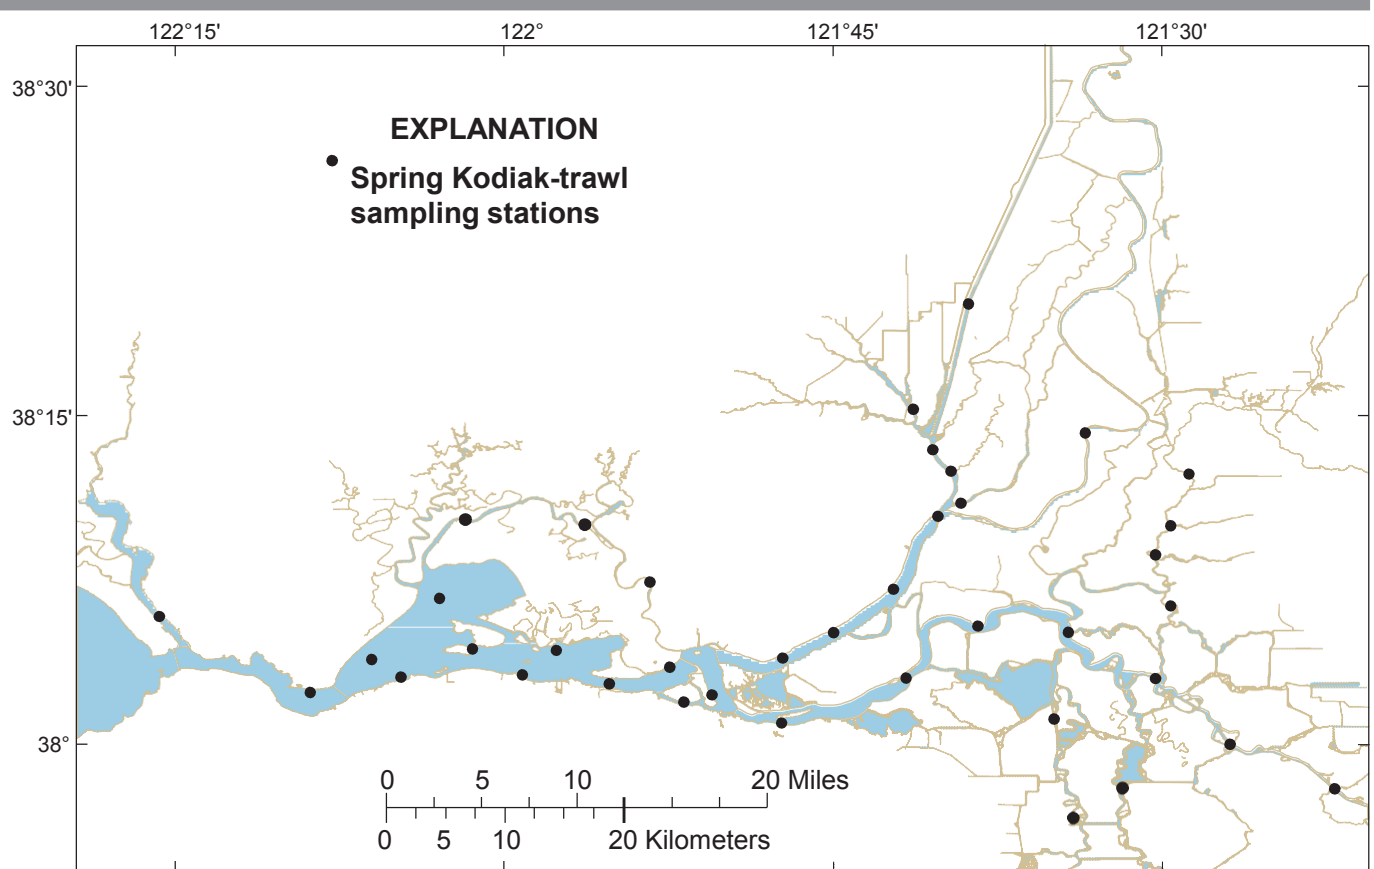 122°15' 122° 121°45' 121°30'
38°30'
EXPLANATION
Spring Kodiak-trawl
sampling stations
38°15'
38°
0 5 10 20 Miles
0 5 10 20 Kilometers